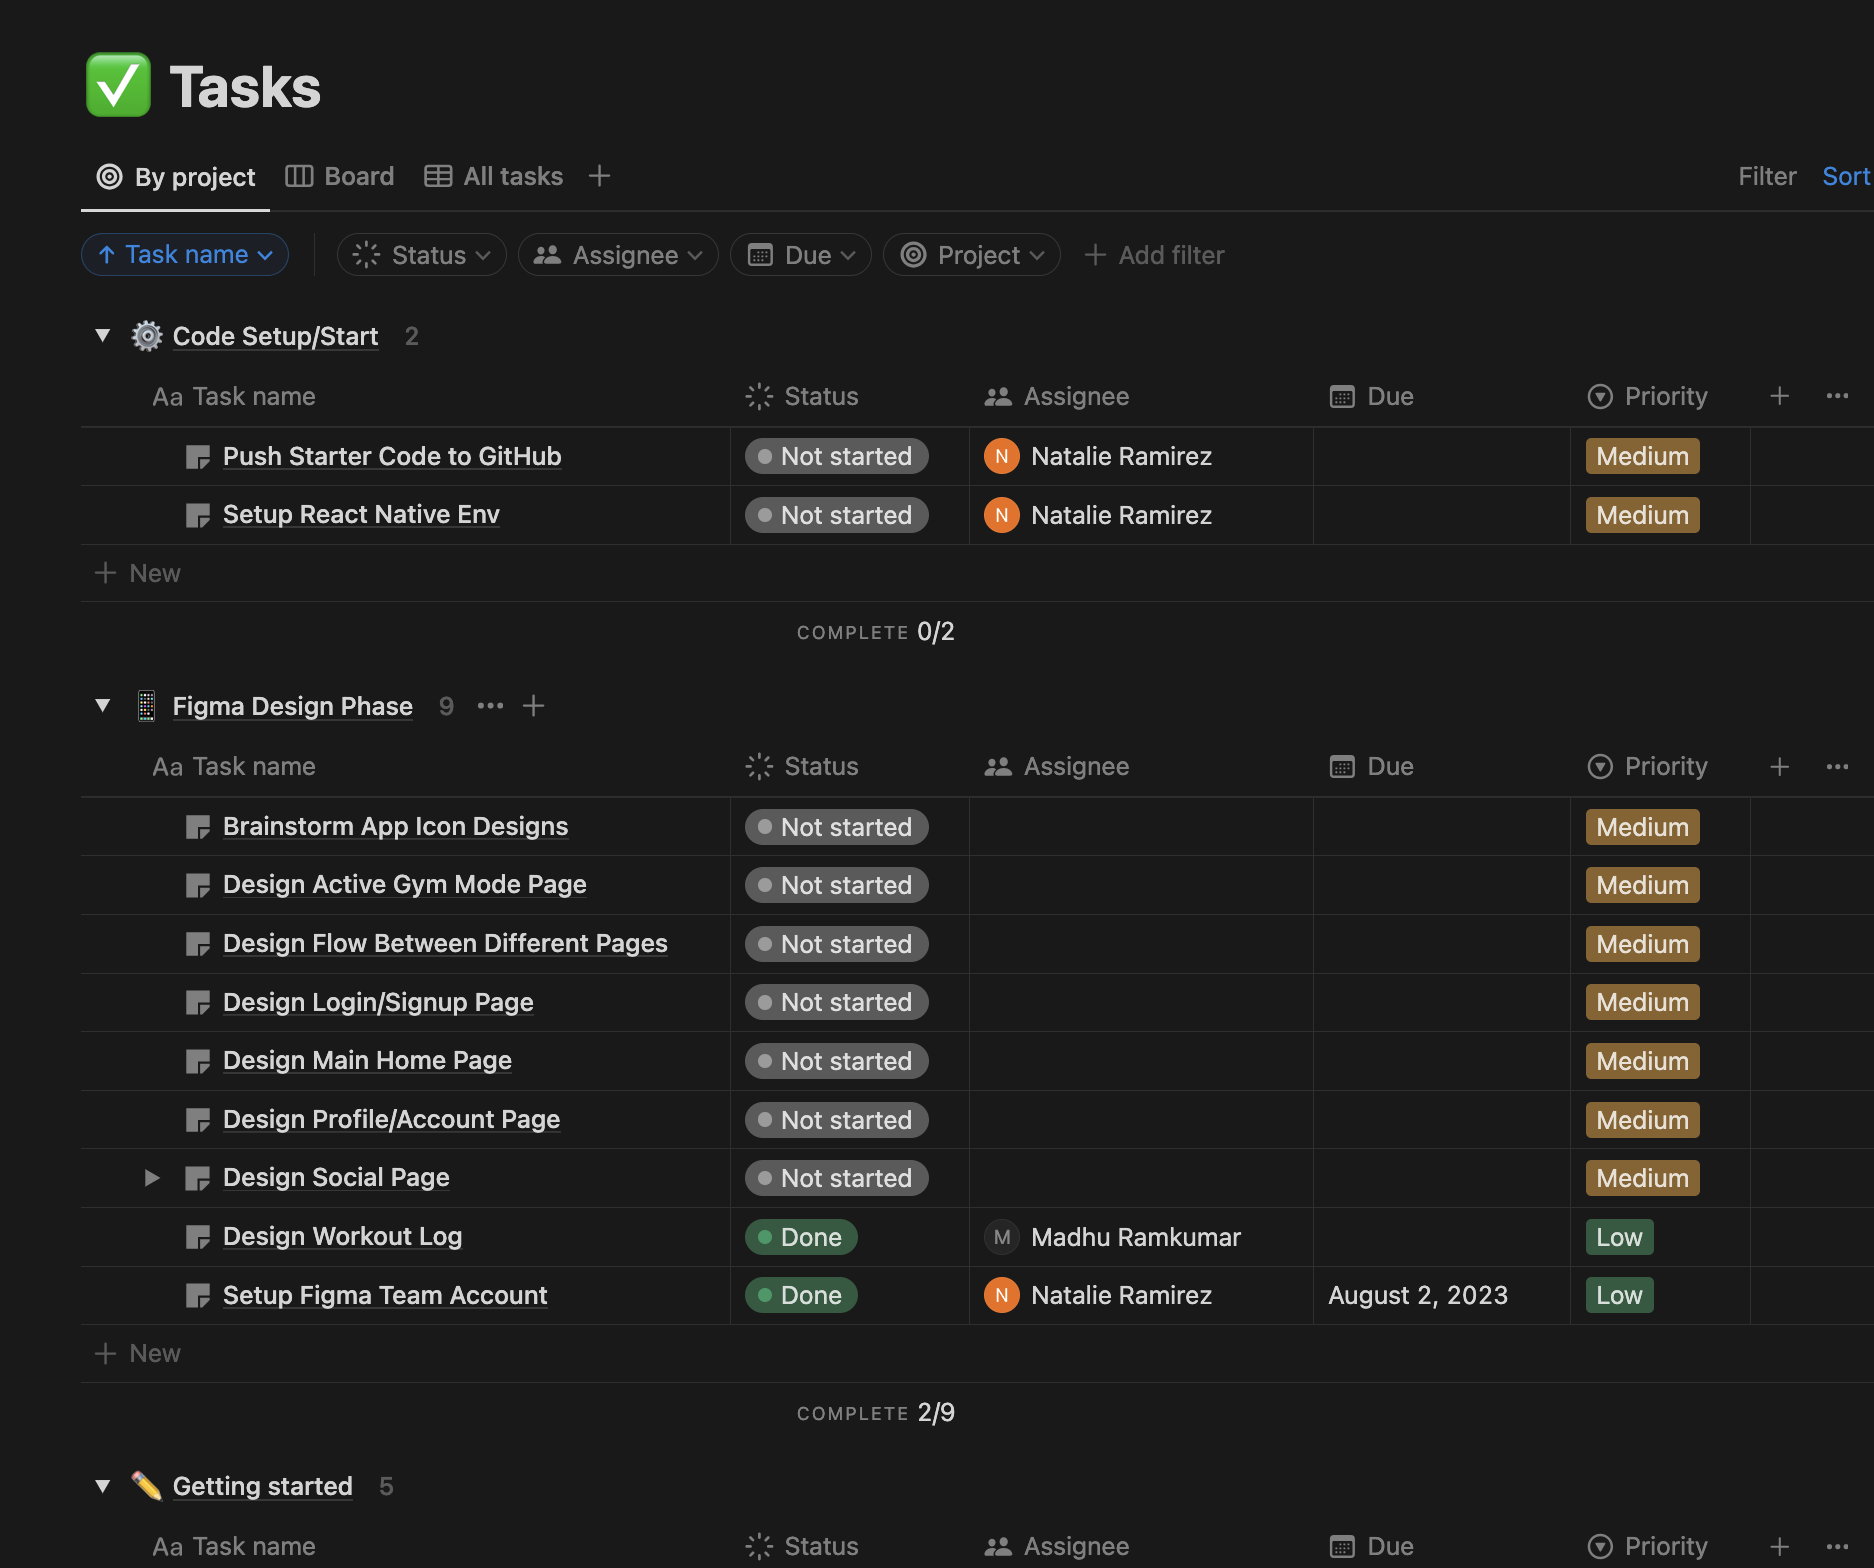 Tasks
By project Board All tasks Filter Sort
Task name Status Assignee Due Project Add filter
Code Setup/Start 2
Aa Task name Status Assignee Due Priority
Push Starter Code to GitHub Not started N Natalie Ramirez Medium
Setup React Native Env Not started N Natalie Ramirez Medium
New
COMPLETE 0/2
Figma Design Phase 9
Aa Task name Status Assignee Due Priority
Brainstorm App Icon Designs Not started Medium
Design Active Gym Mode Page Not started Medium
Design Flow Between Different Pages Not started Medium
Design Login/Signup Page Not started Medium
Design Main Home Page Not started Medium
Design Profile/Account Page Not started Medium
Design Social Page Not started Medium
Design Workout Log Done M Madhu Ramkumar Low
Setup Figma Team Account Done N Natalie Ramirez August 2, 2023 Low
New
COMPLETE 2/9
Getting started 5
Aa Task name Status Assignee Due Priority